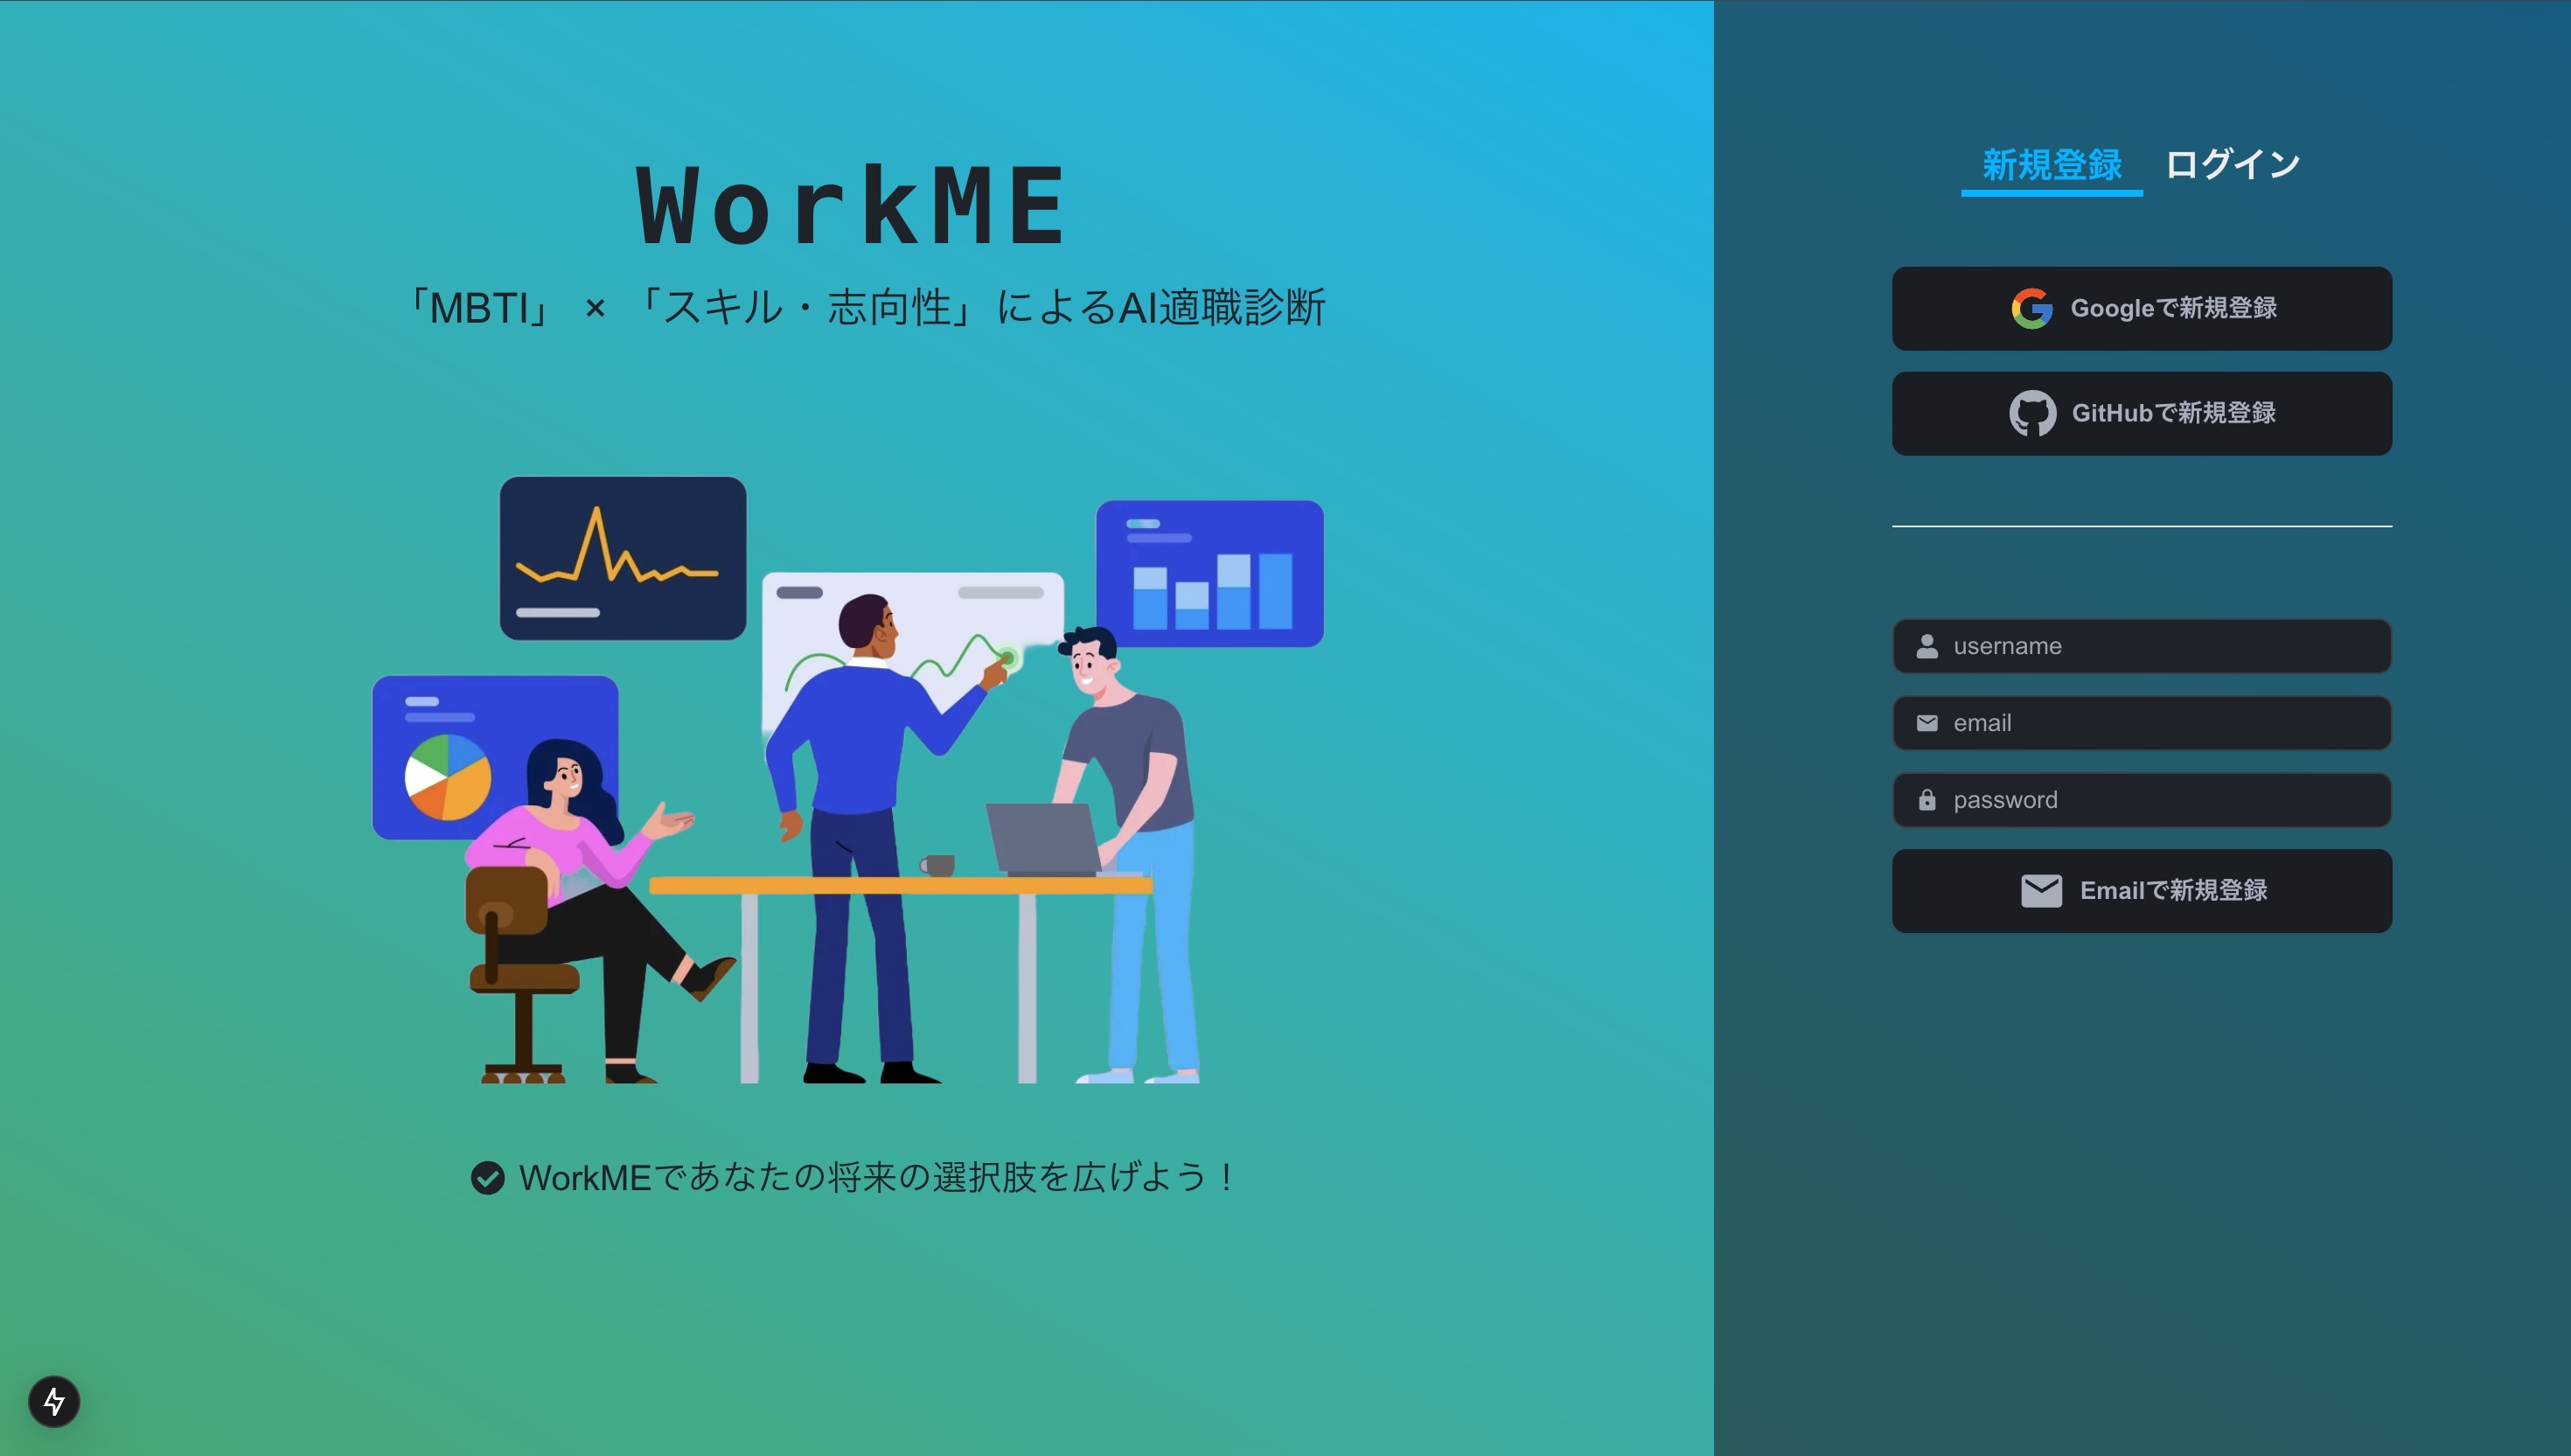 WorkME
「MBTI」 × 「スキル・志向性」によるAI適職診断
WorkMEであなたの将来の選択肢を広げよう！
新規登録 ログイン
Googleで新規登録
GitHubで新規登録
username
email
password
Emailで新規登録